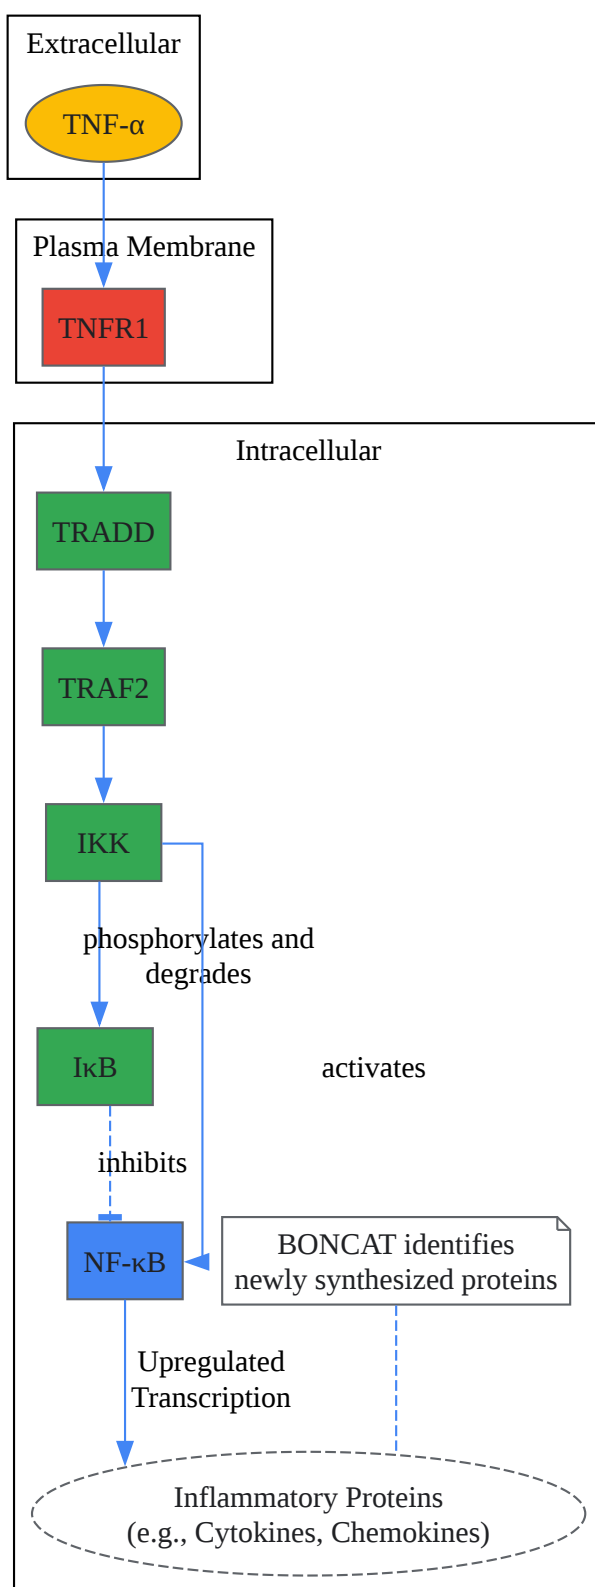 Extracellular
TNF-α
Plasma Membrane
TNFR1
Intracellular
TRADD
TRAF2
IKK
phosphorylates and
degrades
IκB
activates
inhibits
NF-κB
BONCAT identifies
newly synthesized proteins
Upregulated
Transcription
Inflammatory Proteins
(e.g., Cytokines, Chemokines)